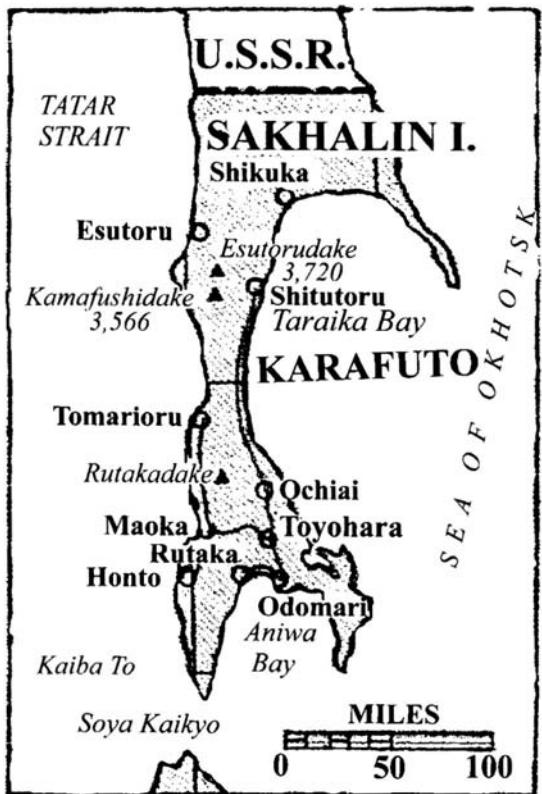 U.S.S.R.
TATAR
STRAIT
SAKHALIN I.
Shikuka
Esutoru
Esutorudake
3,720
Kamafushidake
3,566
Shitutoru
Taraika Bay
SEA OF OKHOTSK
KARAFUTO
Tomarioru
Rutakadake
Ochiai
Maoka
Toyohara
Rutaka
Honto
Odomari
Aniwa
Bay
Kaiba To
Soya Kaikyo
MILES
0 50 100